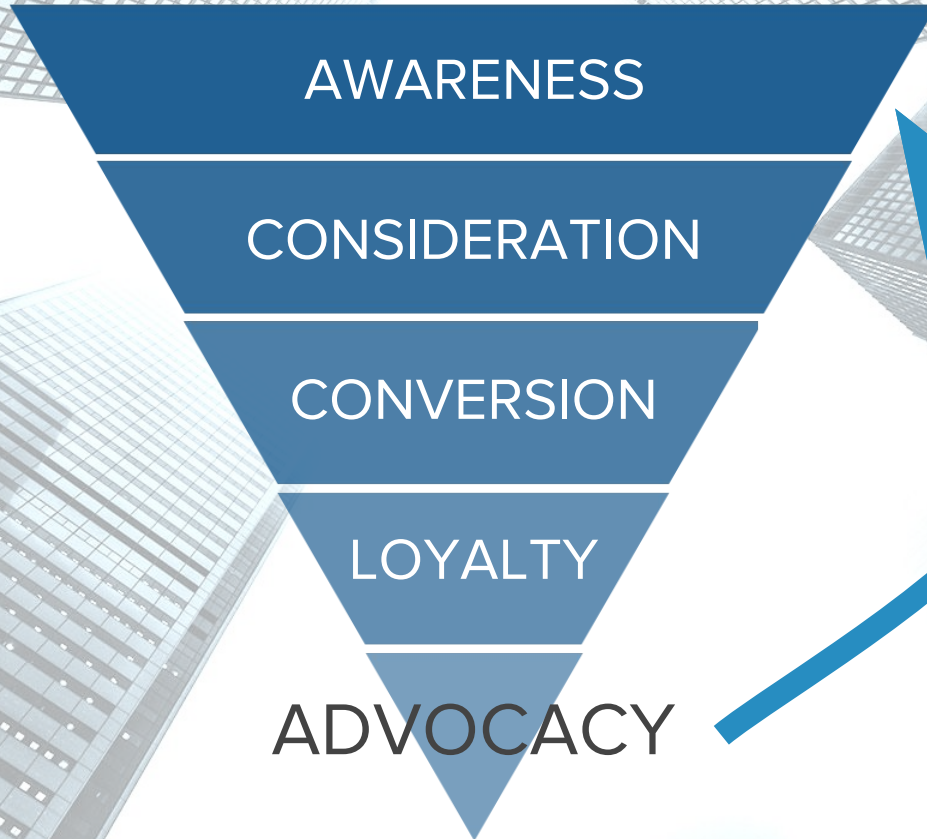 AWARENESS
CONSIDERATION
CONVERSION
LOYALTY
ADVOCACY